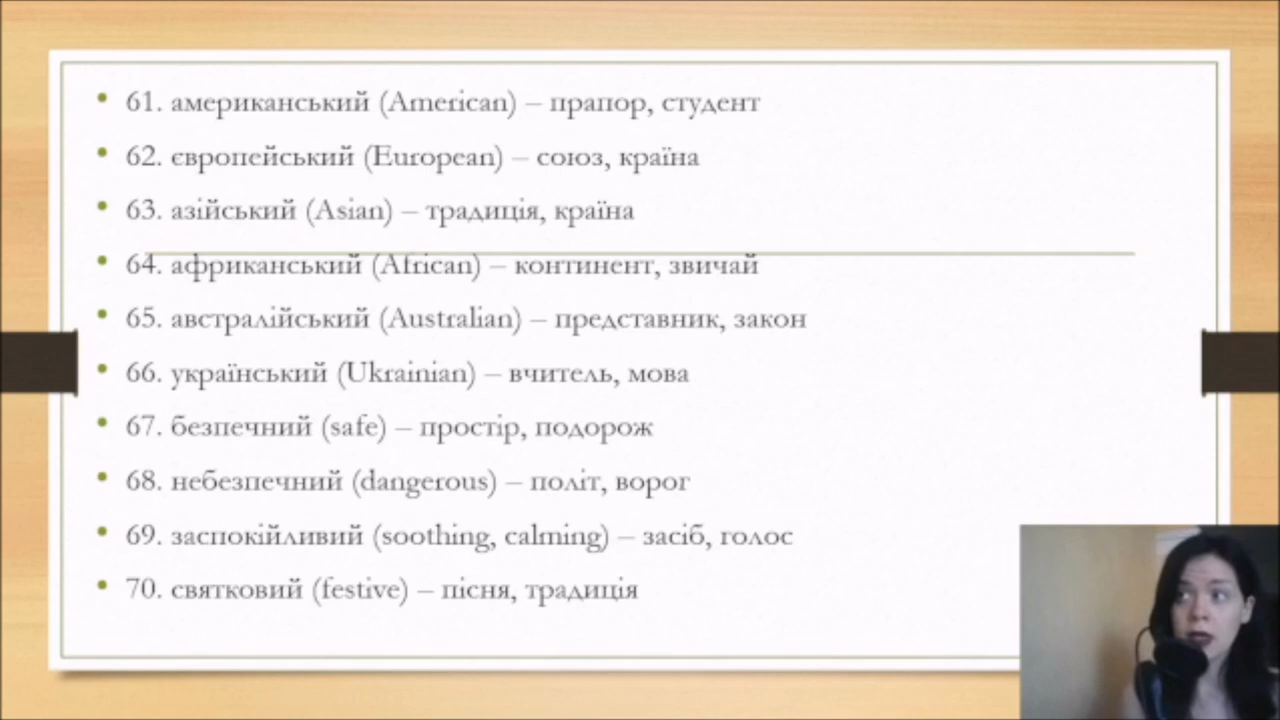 61. американський (American) – прапор, студент
62. європейський (European) – союз, країна
63. азійський (Asian) – традиція, країна
64. африканський (African) – континент, звичай
65. австралійський (Australian) – представник, закон
66. український (Ukrainian) – вчитель, мова
67. безпечний (safe) – простір, подорож
68. небезпечний (dangerous) – політ, ворог
69. заспокійливий (soothing, calming) – засіб, голос
70. святковий (festive) – пісня, традиція